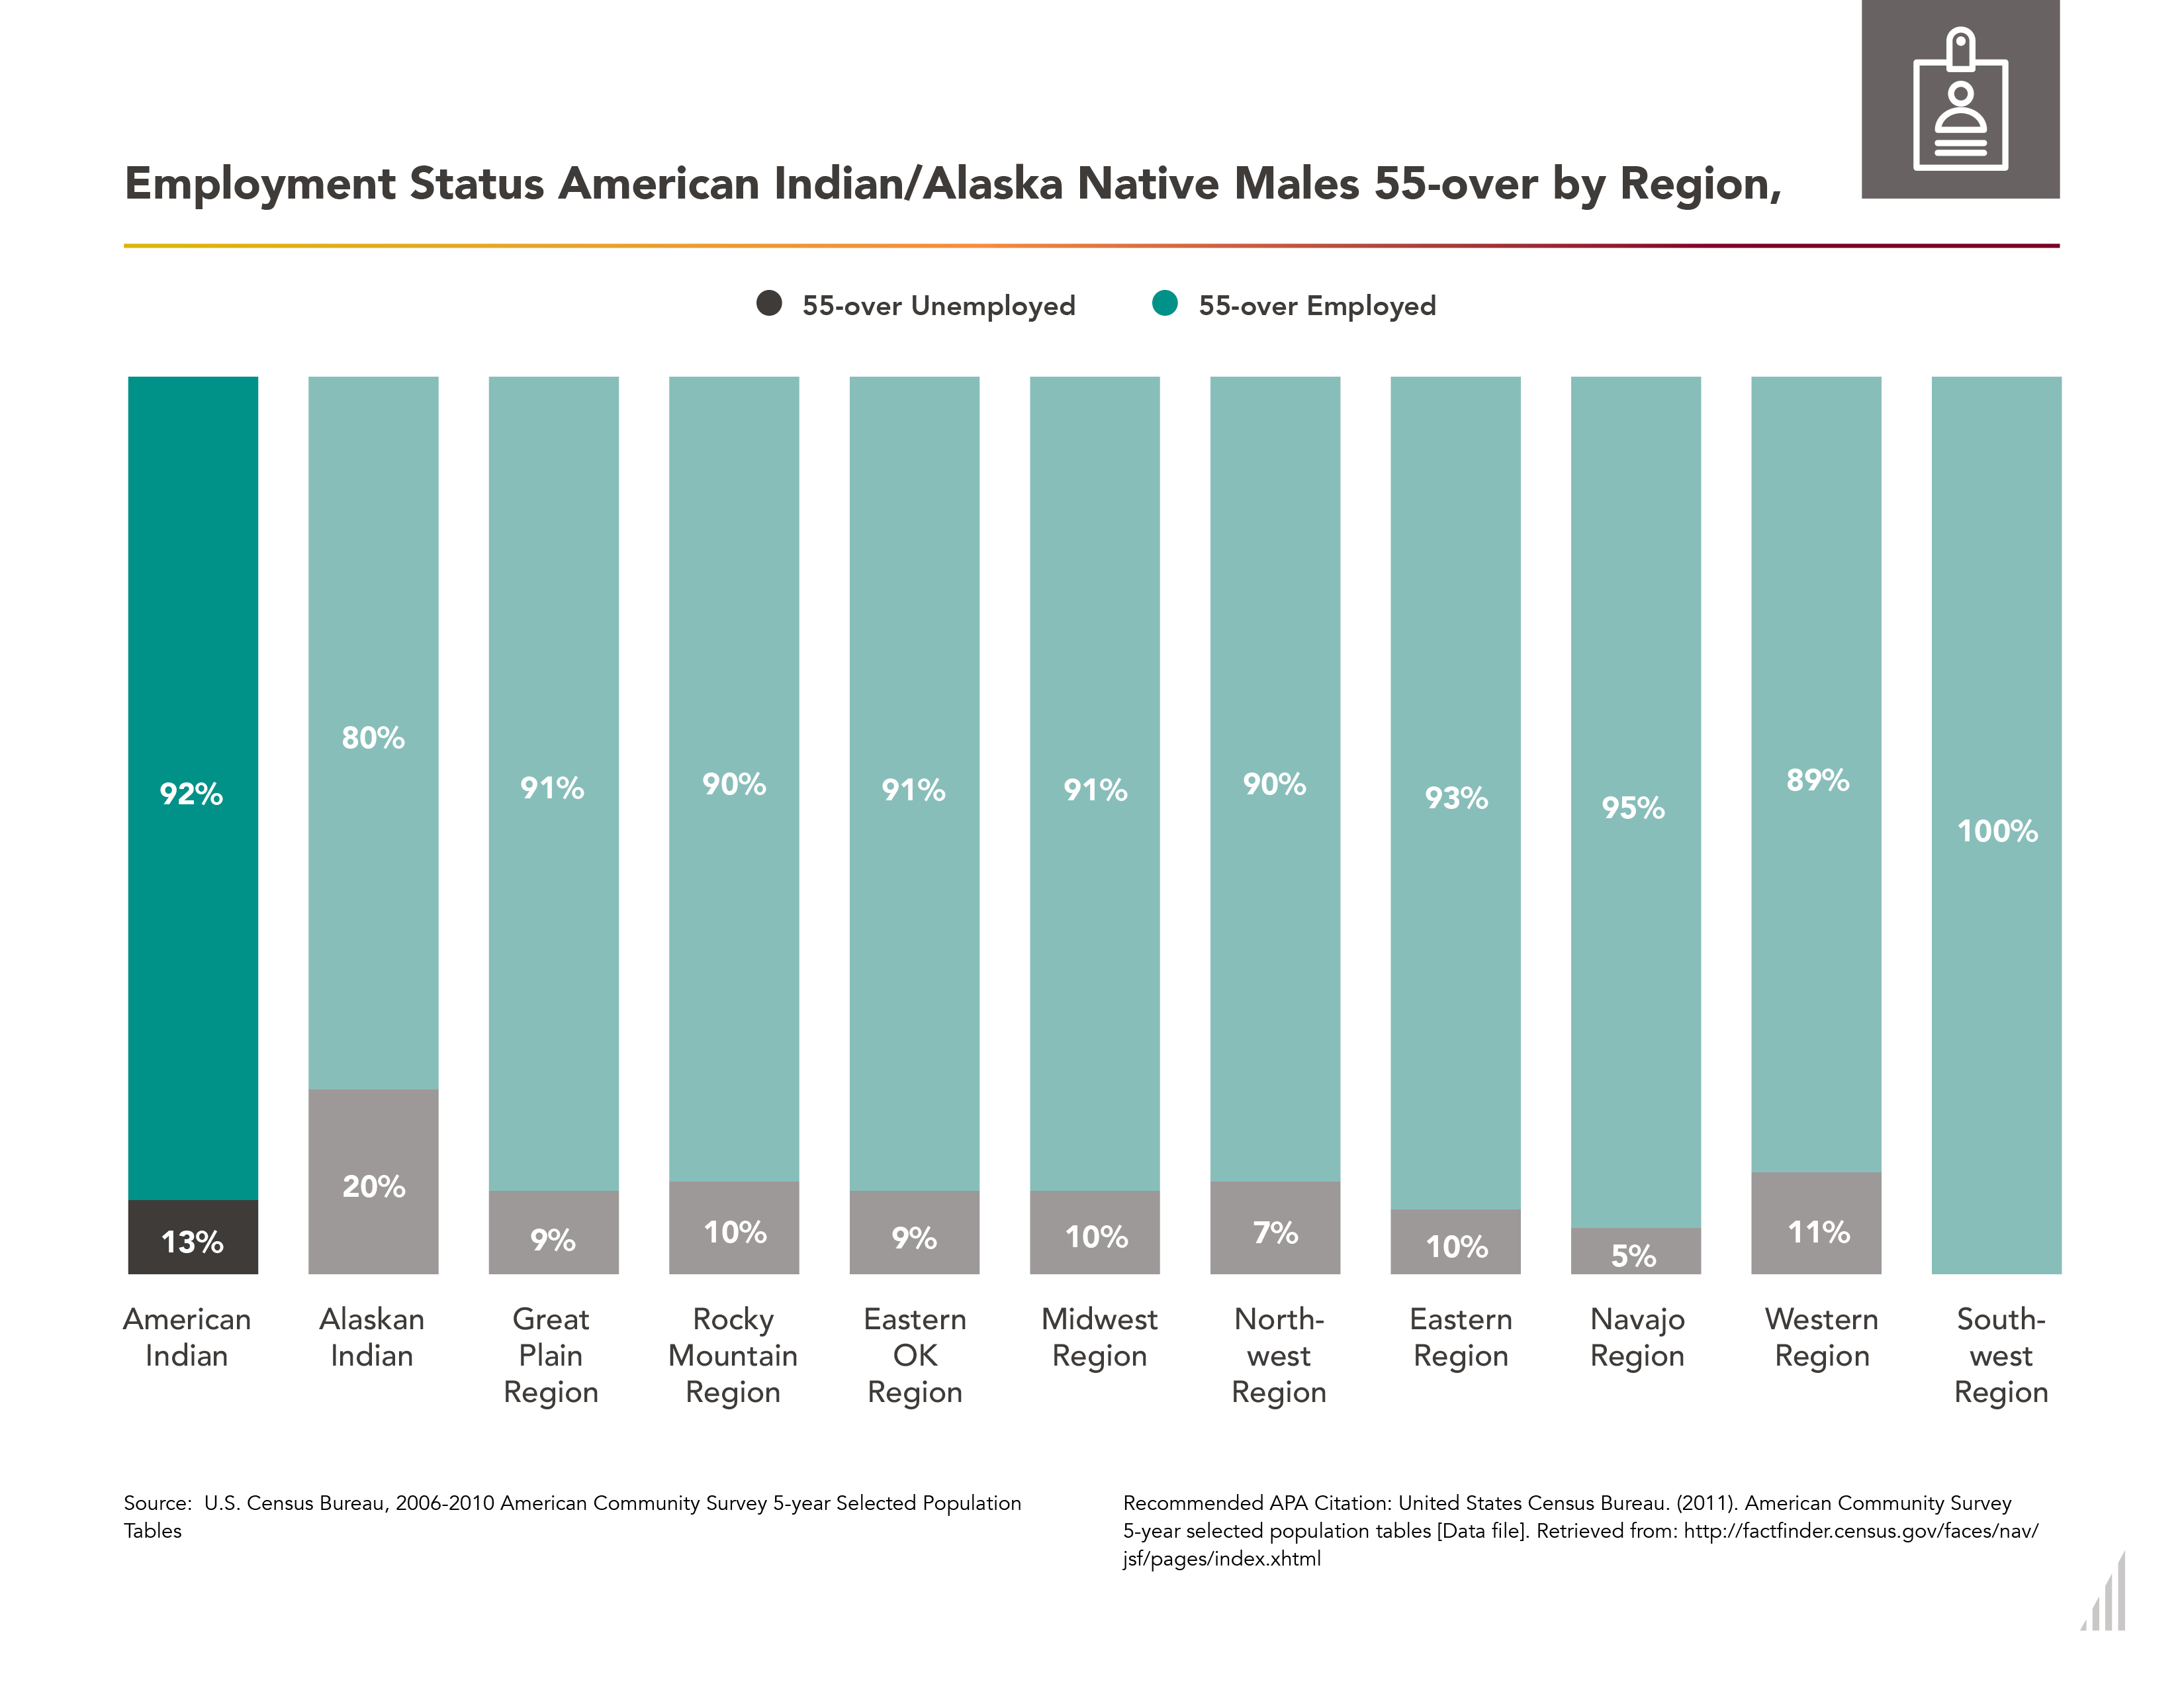 Employment Status American Indian/Alaska Native Males 55-over by Region,
55-over Unemployed
55-over Employed
92%
80%
91%
90%
91%
91%
90%
93%
95%
89%
100%
13%
20%
9%
10%
9%
10%
7%
10%
5%
11%
American
Indian
Alaskan
Indian
Great
Plain
Region
Rocky
Mountain
Region
Eastern
OK
Region
Midwest
Region
North-
west
Region
Eastern
Region
Navajo
Region
Western
Region
South-
west
Region
Source:  U.S. Census Bureau, 2006-2010 American Community Survey 5-year Selected Population
Tables
Recommended APA Citation: United States Census Bureau. (2011). American Community Survey
5-year selected population tables [Data file]. Retrieved from: http://factfinder.census.gov/faces/nav/
jsf/pages/index.xhtml